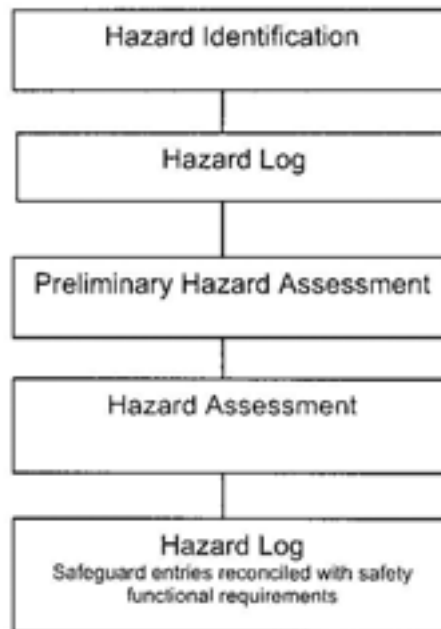 Hazard Identification
Hazard Log
Preliminary Hazard Assessment
Hazard Assessment
Hazard Log
Safeguard entries reconciled with safety
functional requirements